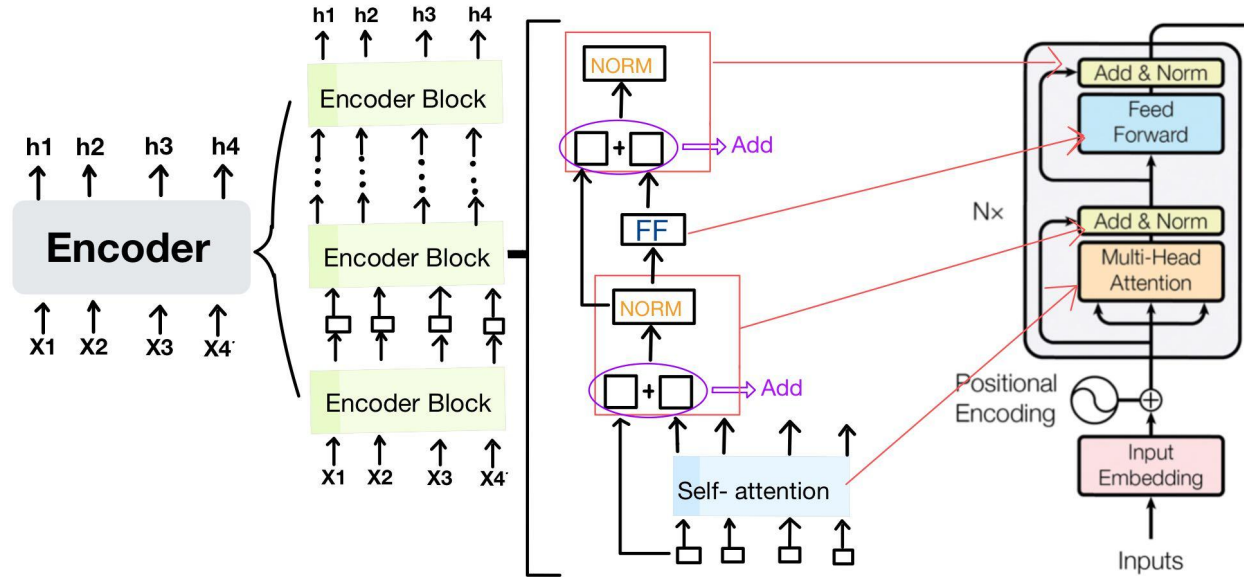 h1 h2 h3 h4
Encoder
X1 X2 X3 X4
h1 h2 h3 h4
Encoder Block
Encoder Block
Encoder Block
X1 X2 X3 X4
NORM
+
Add
FF
NORM
+
Add
Self- attention
Add & Norm
Feed
Forward
Nx
Add & Norm
Multi-Head
Attention
Positional
Encoding
+
Input
Embedding
Inputs